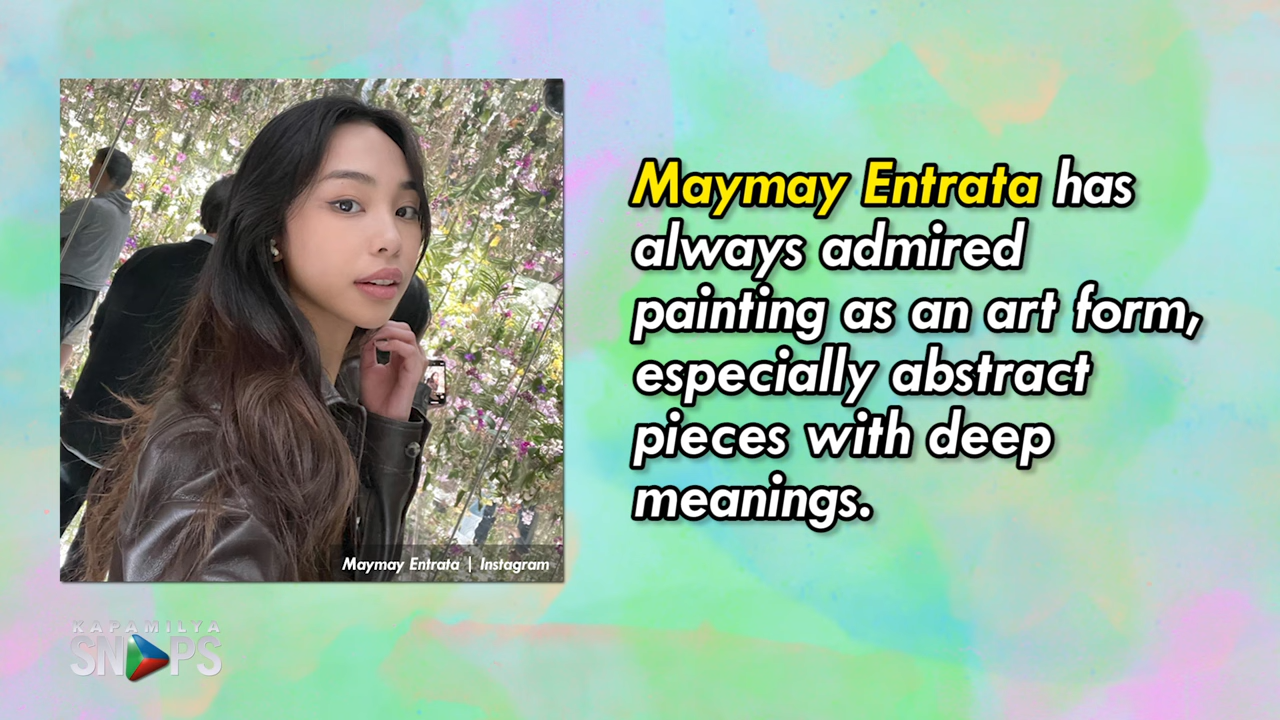 Maymay Entrata has
always admired
painting as an art form,
especially abstract
pieces with deep
meanings.
Maymay Entrata | Instagram
KAPAMILYA
SNAPS